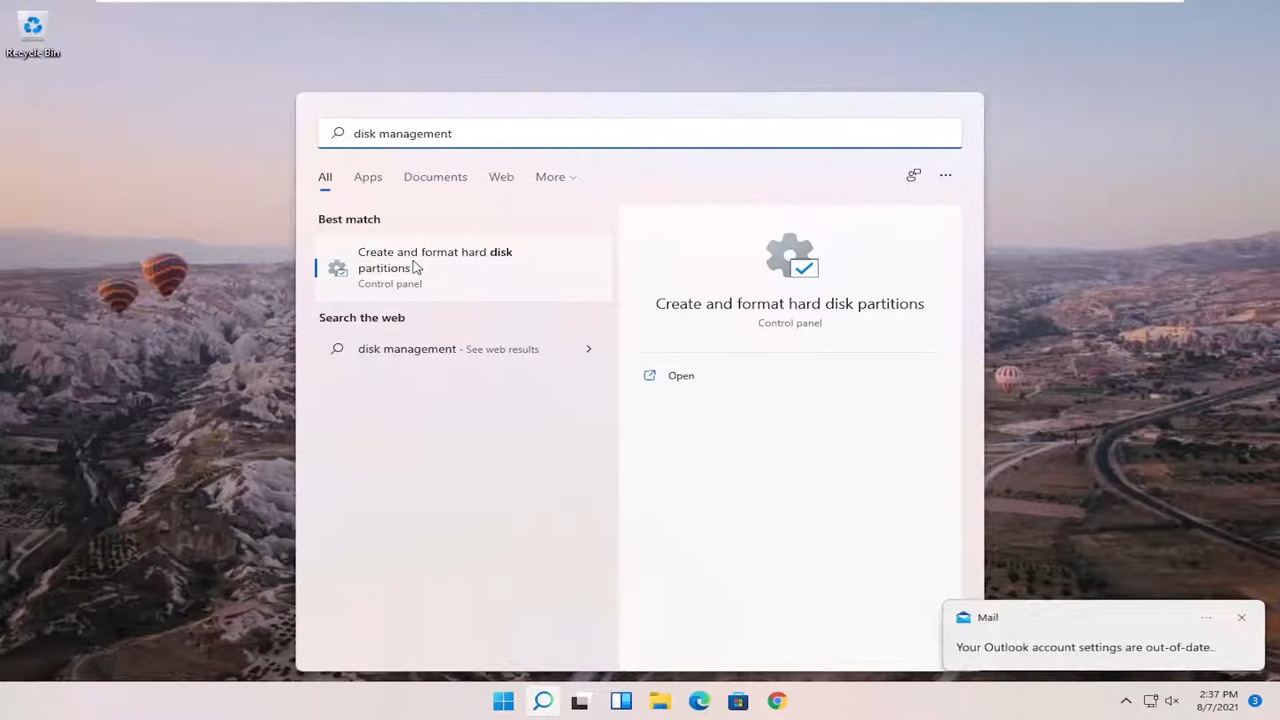 Recycle Bin
disk management
All Apps Documents Web More
Best match
Create and format hard disk
partitions
Control panel
Search the web
disk management - See web results
Create and format hard disk partitions
Control panel
Open
Mail
Your Outlook account settings are out-of-date..
2:37 PM
8/7/2021
3